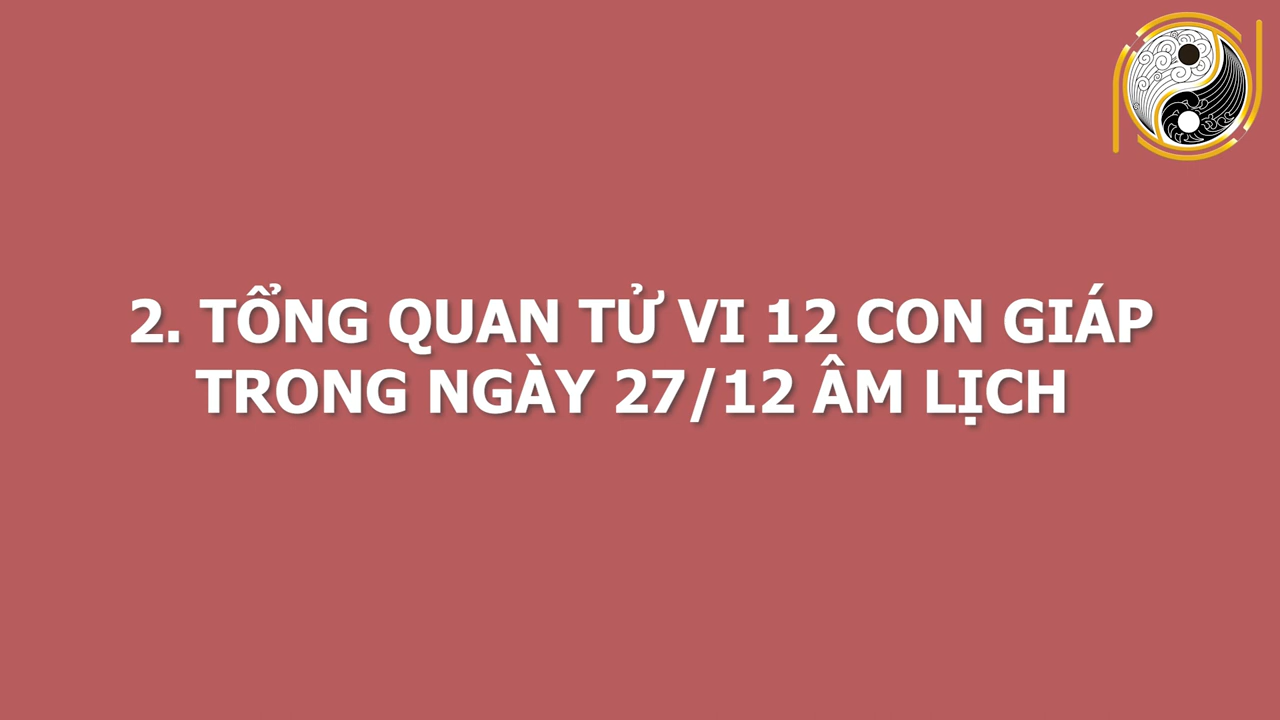 2. TỔNG QUAN TỬ VI 12 CON GIÁP
TRONG NGÀY 27/12 ÂM LỊCH